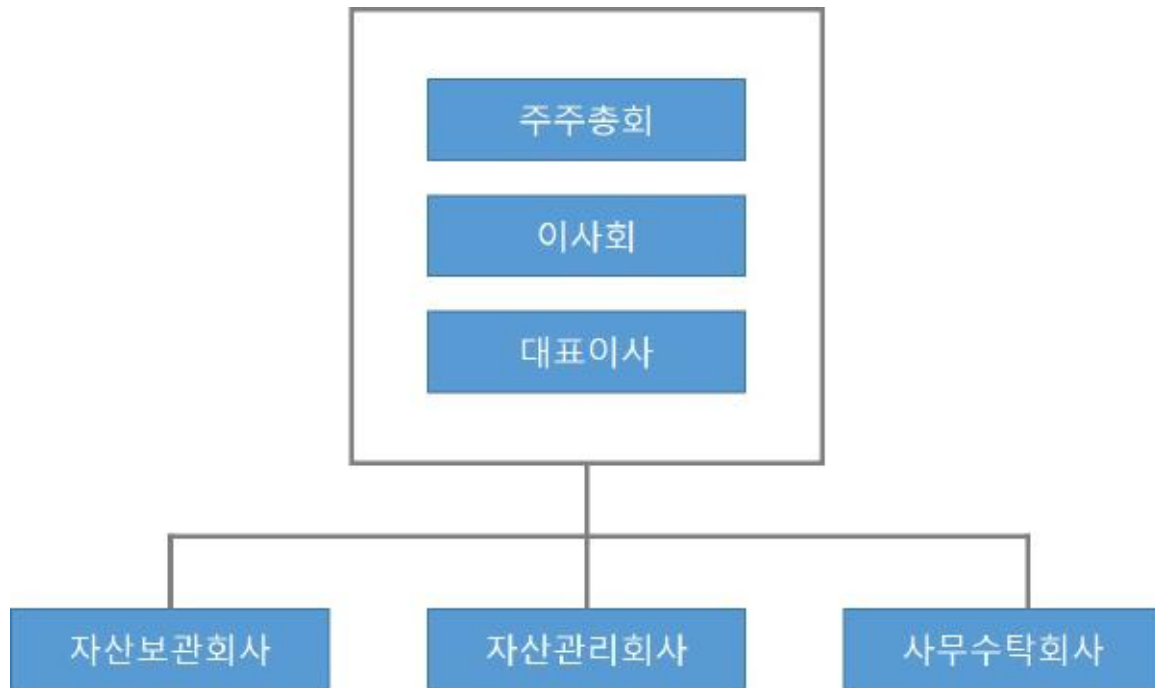 주주총회
이사회
대표이사
자산보관회사
자산관리회사
사무수탁회사